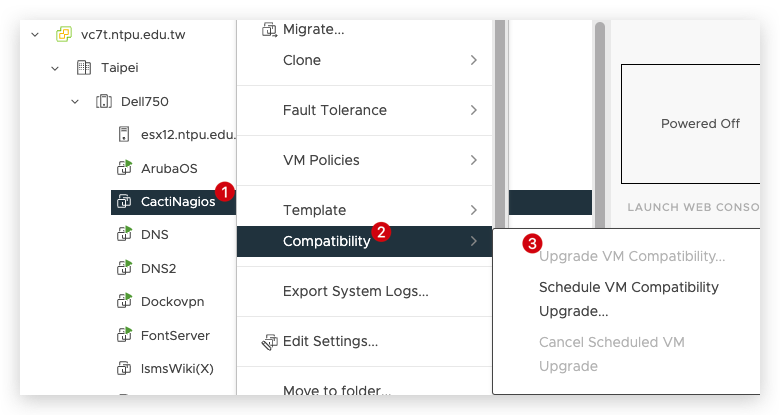 vc7t.ntpu.edu.tw
Taipei
Dell750
esx12.ntpu.edu.
ArubaOS
CactiNagios 1
DNS
DNS2
Dockovpn
FontServer
lsmsWiki(X)
Migrate...
Clone
Fault Tolerance
VM Policies
Template
Compatibility 2
Export System Logs...
Edit Settings...
Move to folder...
Powered Off
LAUNCH WEB CONSO
3
Upgrade VM Compatibility...
Schedule VM Compatibility
Upgrade...
Cancel Scheduled VM
Upgrade